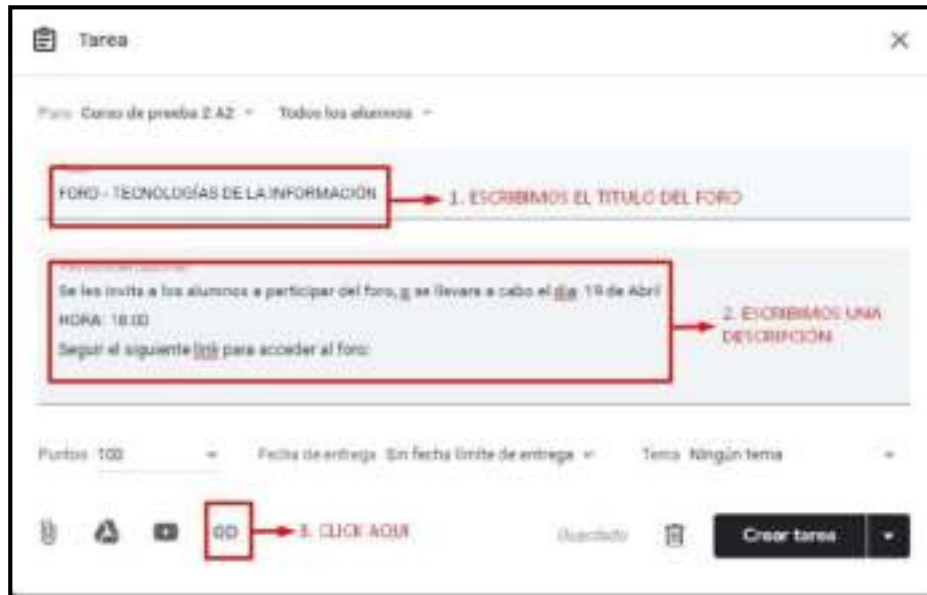 Tarea
Para Curso de prueba 2 A2 Todos los alumnos
FORO - TECNOLOGÍAS DE LA INFORMACIÓN
1. ESCRIBIMOS EL TITULO DEL FORO
Se les invita a los alumnos a participar del foro, q se llevara a cabo el dia 19 de Abril
HORA: 18:00
Seguir el siguiente link para acceder al foro:
2. ESCRIBIMOS UNA
DESCRIPCIÓN
Puntos 100 Fecha de entrega Sin fecha límite de entrega Tema Ningún tema
3. CLICK AQUI
Guardado
Crear tarea